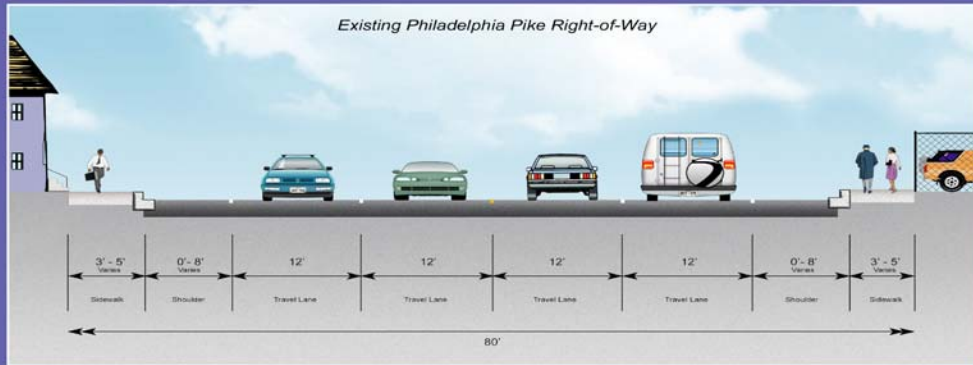 Existing Philadelphia Pike Right-of-Way
3' - 5' 0'- 8' 12' 12' 12' 12' 0'- 8' 3' - 5'
Varies Varies Varies Varies
Sidewalk Shoulder Travel Lane Travel Lane Travel Lane Travel Lane Shoulder Sidewalk
80'